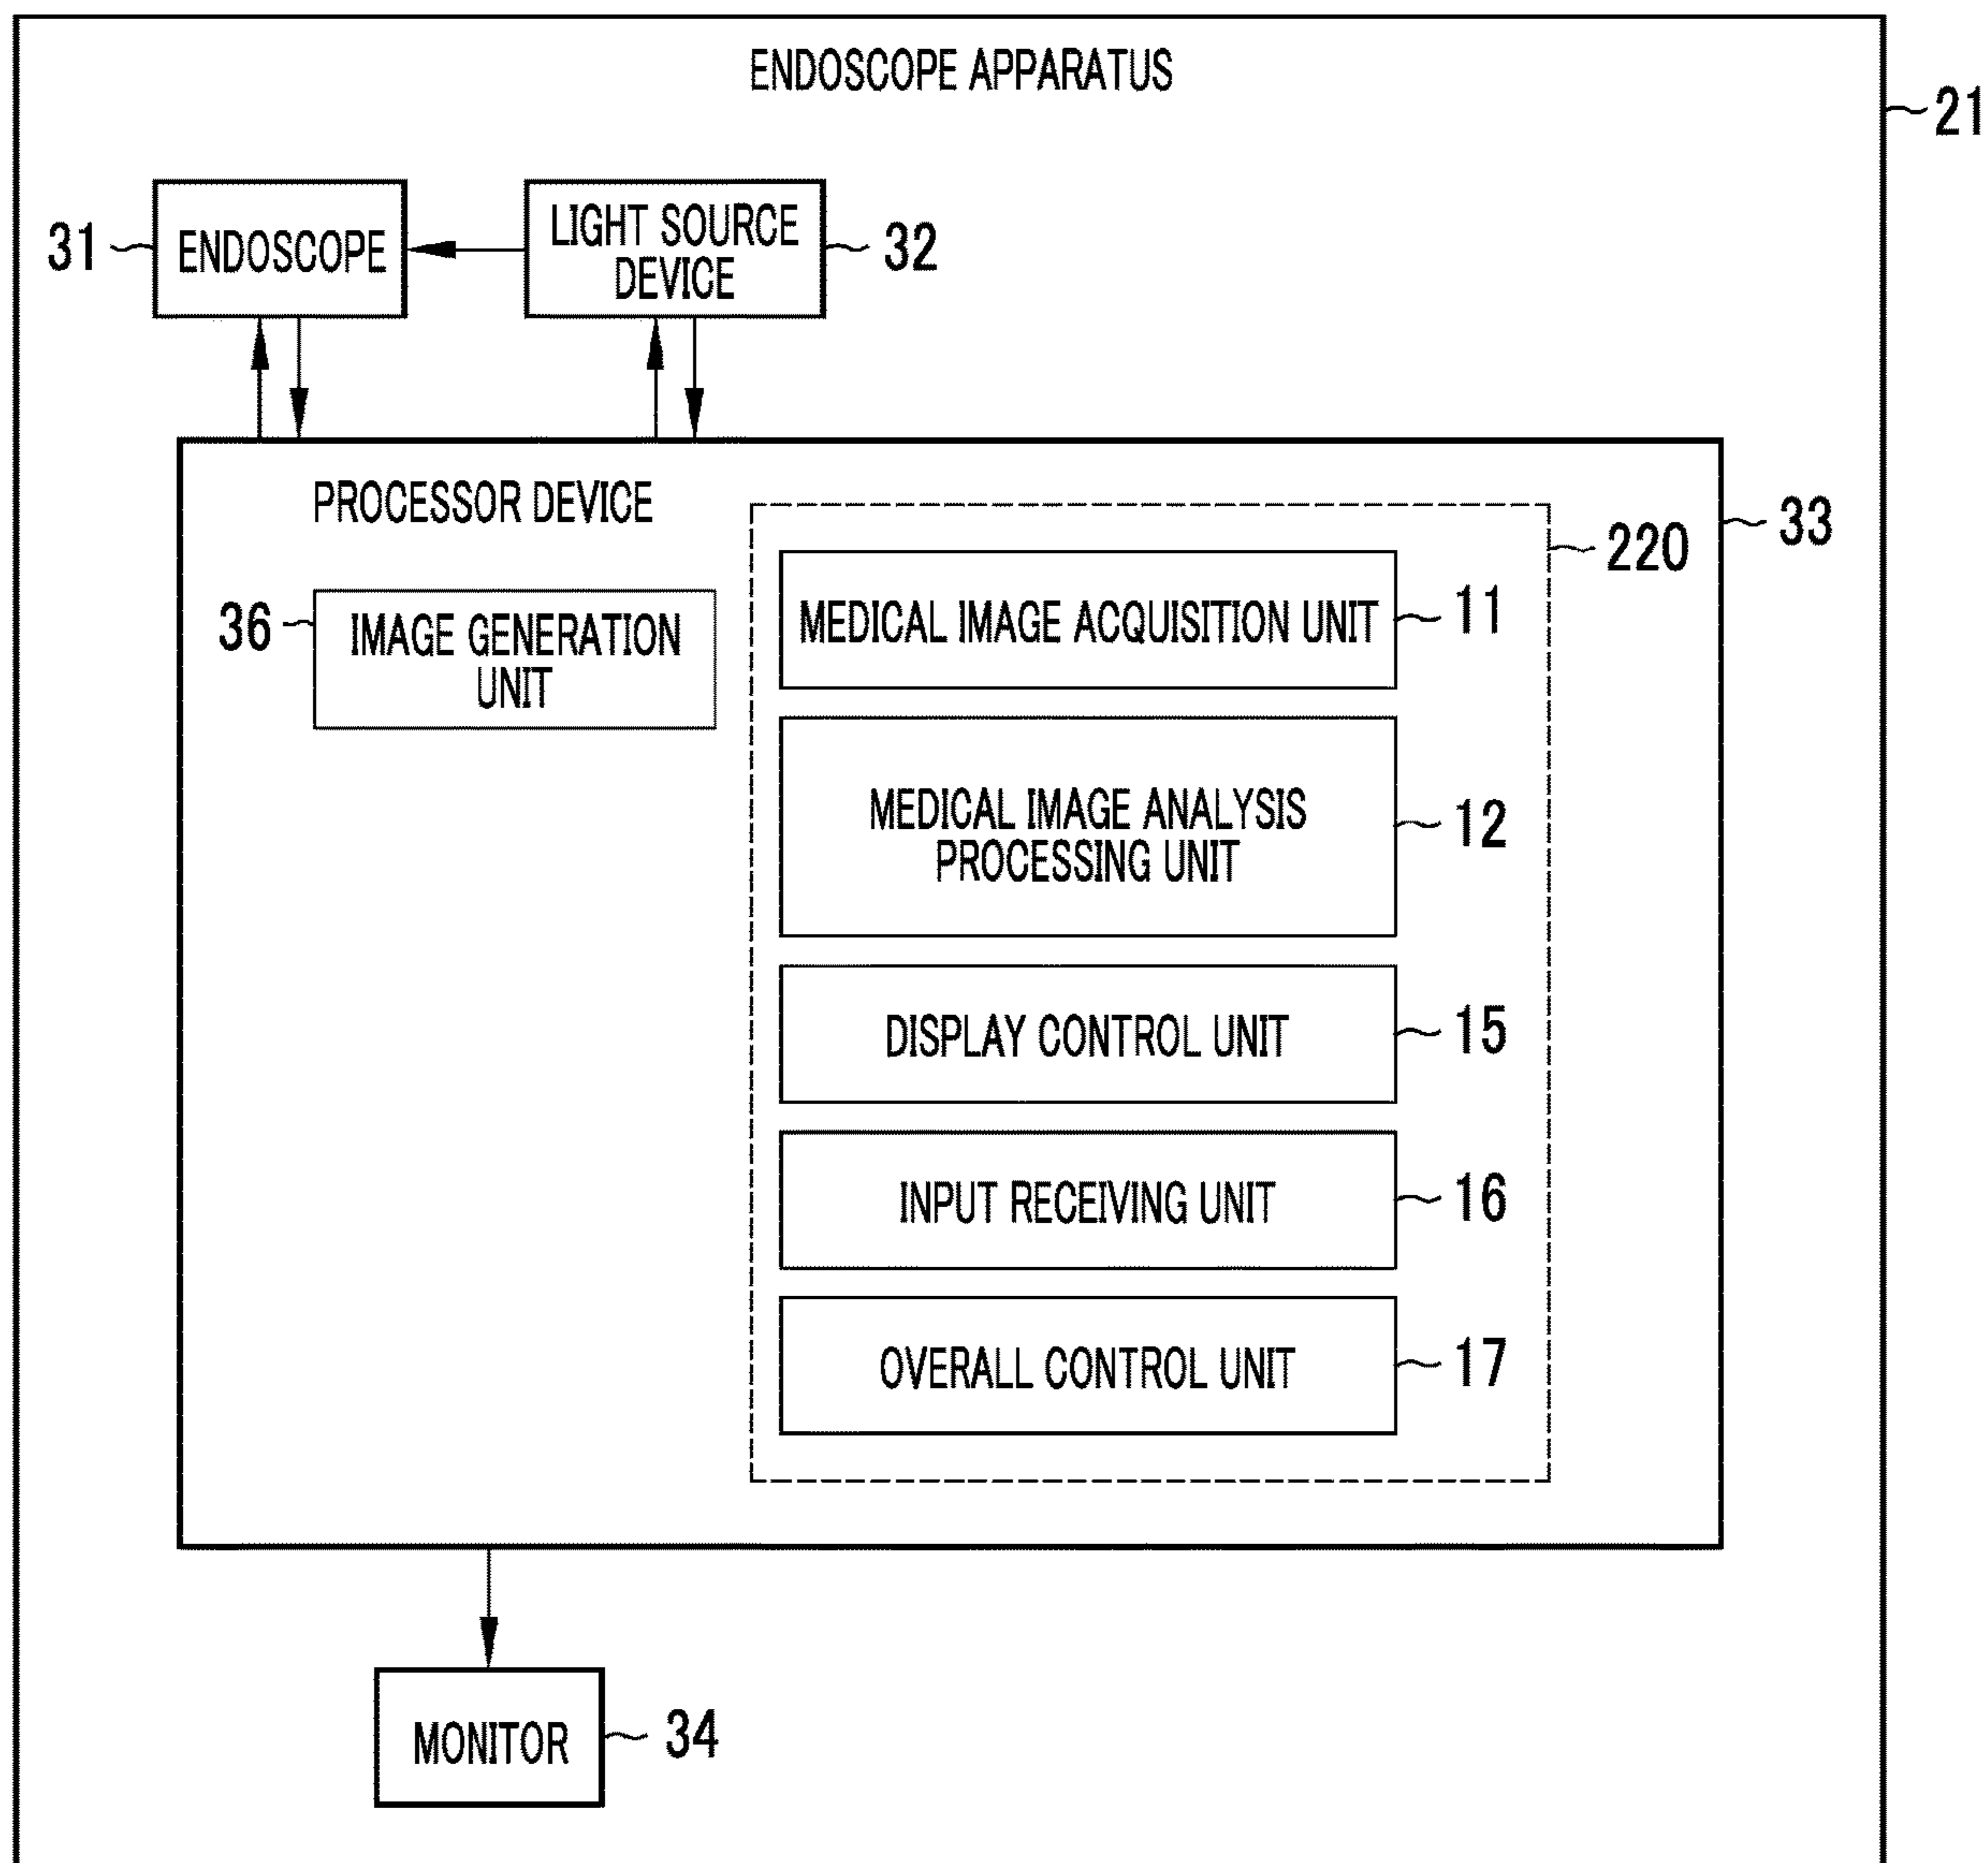 ENDOSCOPE APPARATUS
21
31
ENDOSCOPE
LIGHT SOURCE
DEVICE
32
PROCESSOR DEVICE
33
220
36
IMAGE GENERATION
UNIT
MEDICAL IMAGE ACQUISITION UNIT
11
MEDICAL IMAGE ANALYSIS
PROCESSING UNIT
12
DISPLAY CONTROL UNIT
15
INPUT RECEIVING UNIT
16
OVERALL CONTROL UNIT
17
MONITOR
34